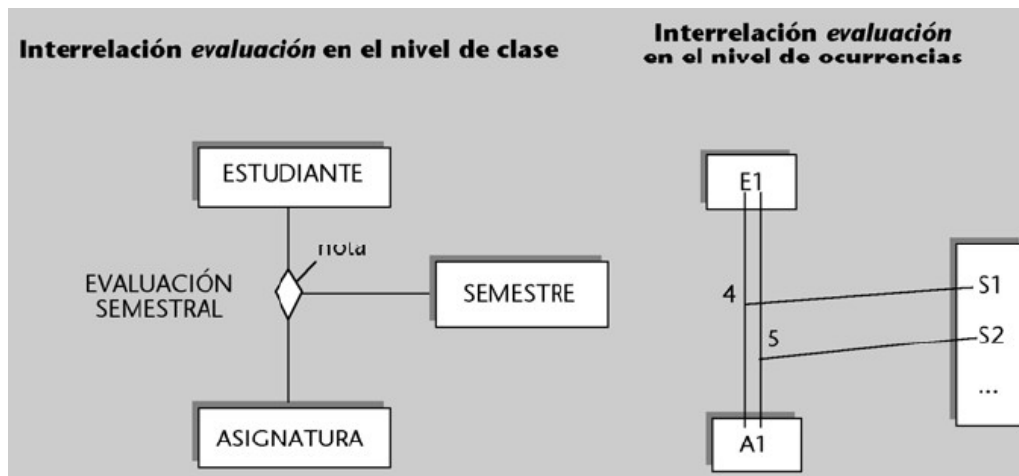 Interrelación evaluación en el nivel de clase
Interrelación evaluación
en el nivel de ocurrencias
ESTUDIANTE
nota
EVALUACIÓN
SEMESTRAL
SEMESTRE
ASIGNATURA
E1
4
S1
5
S2
...
A1